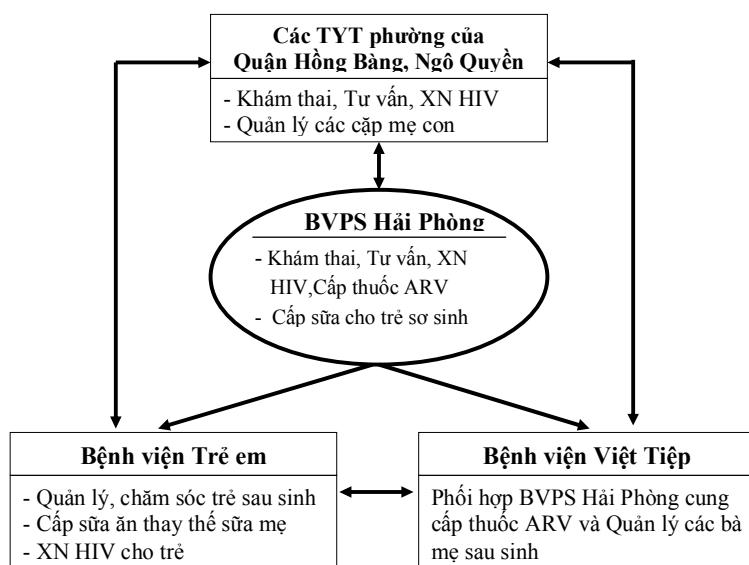 Các TYT phường của
Quận Hồng Bàng, Ngô Quyền
- Khám thai, Tư vấn, XN HIV
- Quản lý các cặp mẹ con
BVPS Hải Phòng
- Khám thai, Tư vấn, XN
HIV,Cấp thuốc ARV
- Cấp sữa cho trẻ sơ sinh
Bệnh viện Trẻ em
- Quản lý, chăm sóc trẻ sau sinh
- Cấp sữa ăn thay thế sữa mẹ
- XN HIV cho trẻ
Bệnh viện Việt Tiệp
Phối hợp BVPS Hải Phòng cung
cấp thuốc ARV và Quản lý các bà
mẹ sau sinh